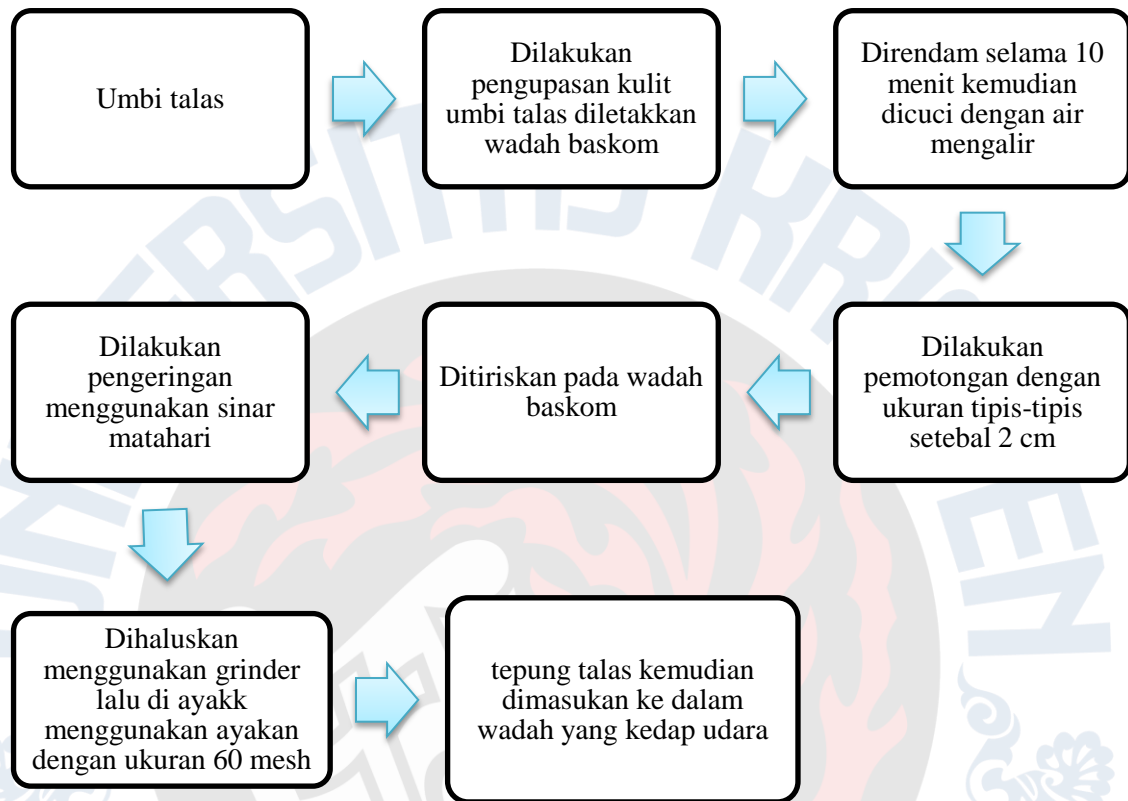 Umbi talas
Dilakukan
pengupasan kulit
umbi talas diletakkan
wadah baskom
Direndam selama 10
menit kemudian
dicuci dengan air
mengalir
Dilakukan
pemotongan dengan
ukuran tipis-tipis
setebal 2 cm
Ditiriskan pada wadah
baskom
Dilakukan
pengeringan
menggunakan sinar
matahari
Dihaluskan
menggunakan grinder
lalu di ayakk
menggunakan ayakan
dengan ukuran 60 mesh
tepung talas kemudian
dimasukan ke dalam
wadah yang kedap udara